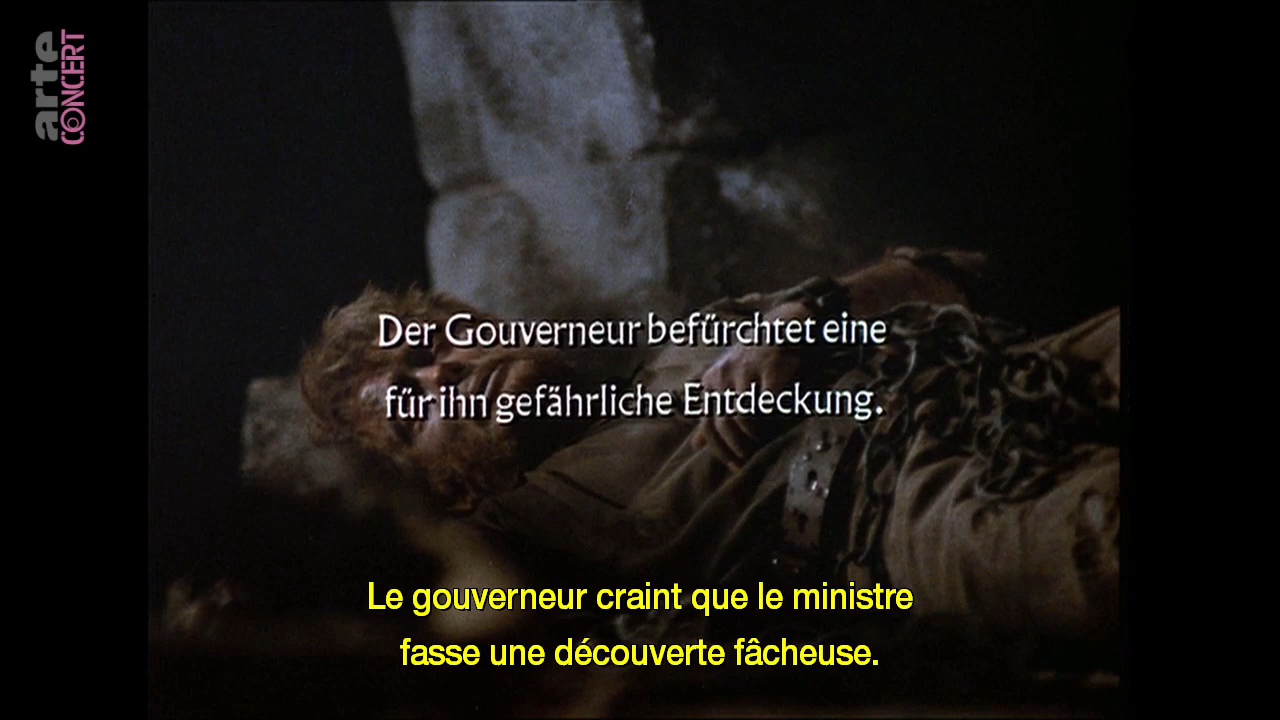 arte
CONCERT
Der Gouverneur befürchtet eine
für ihn gefährliche Entdeckung.
Le gouverneur craint que le ministre
fasse une découverte fâcheuse.